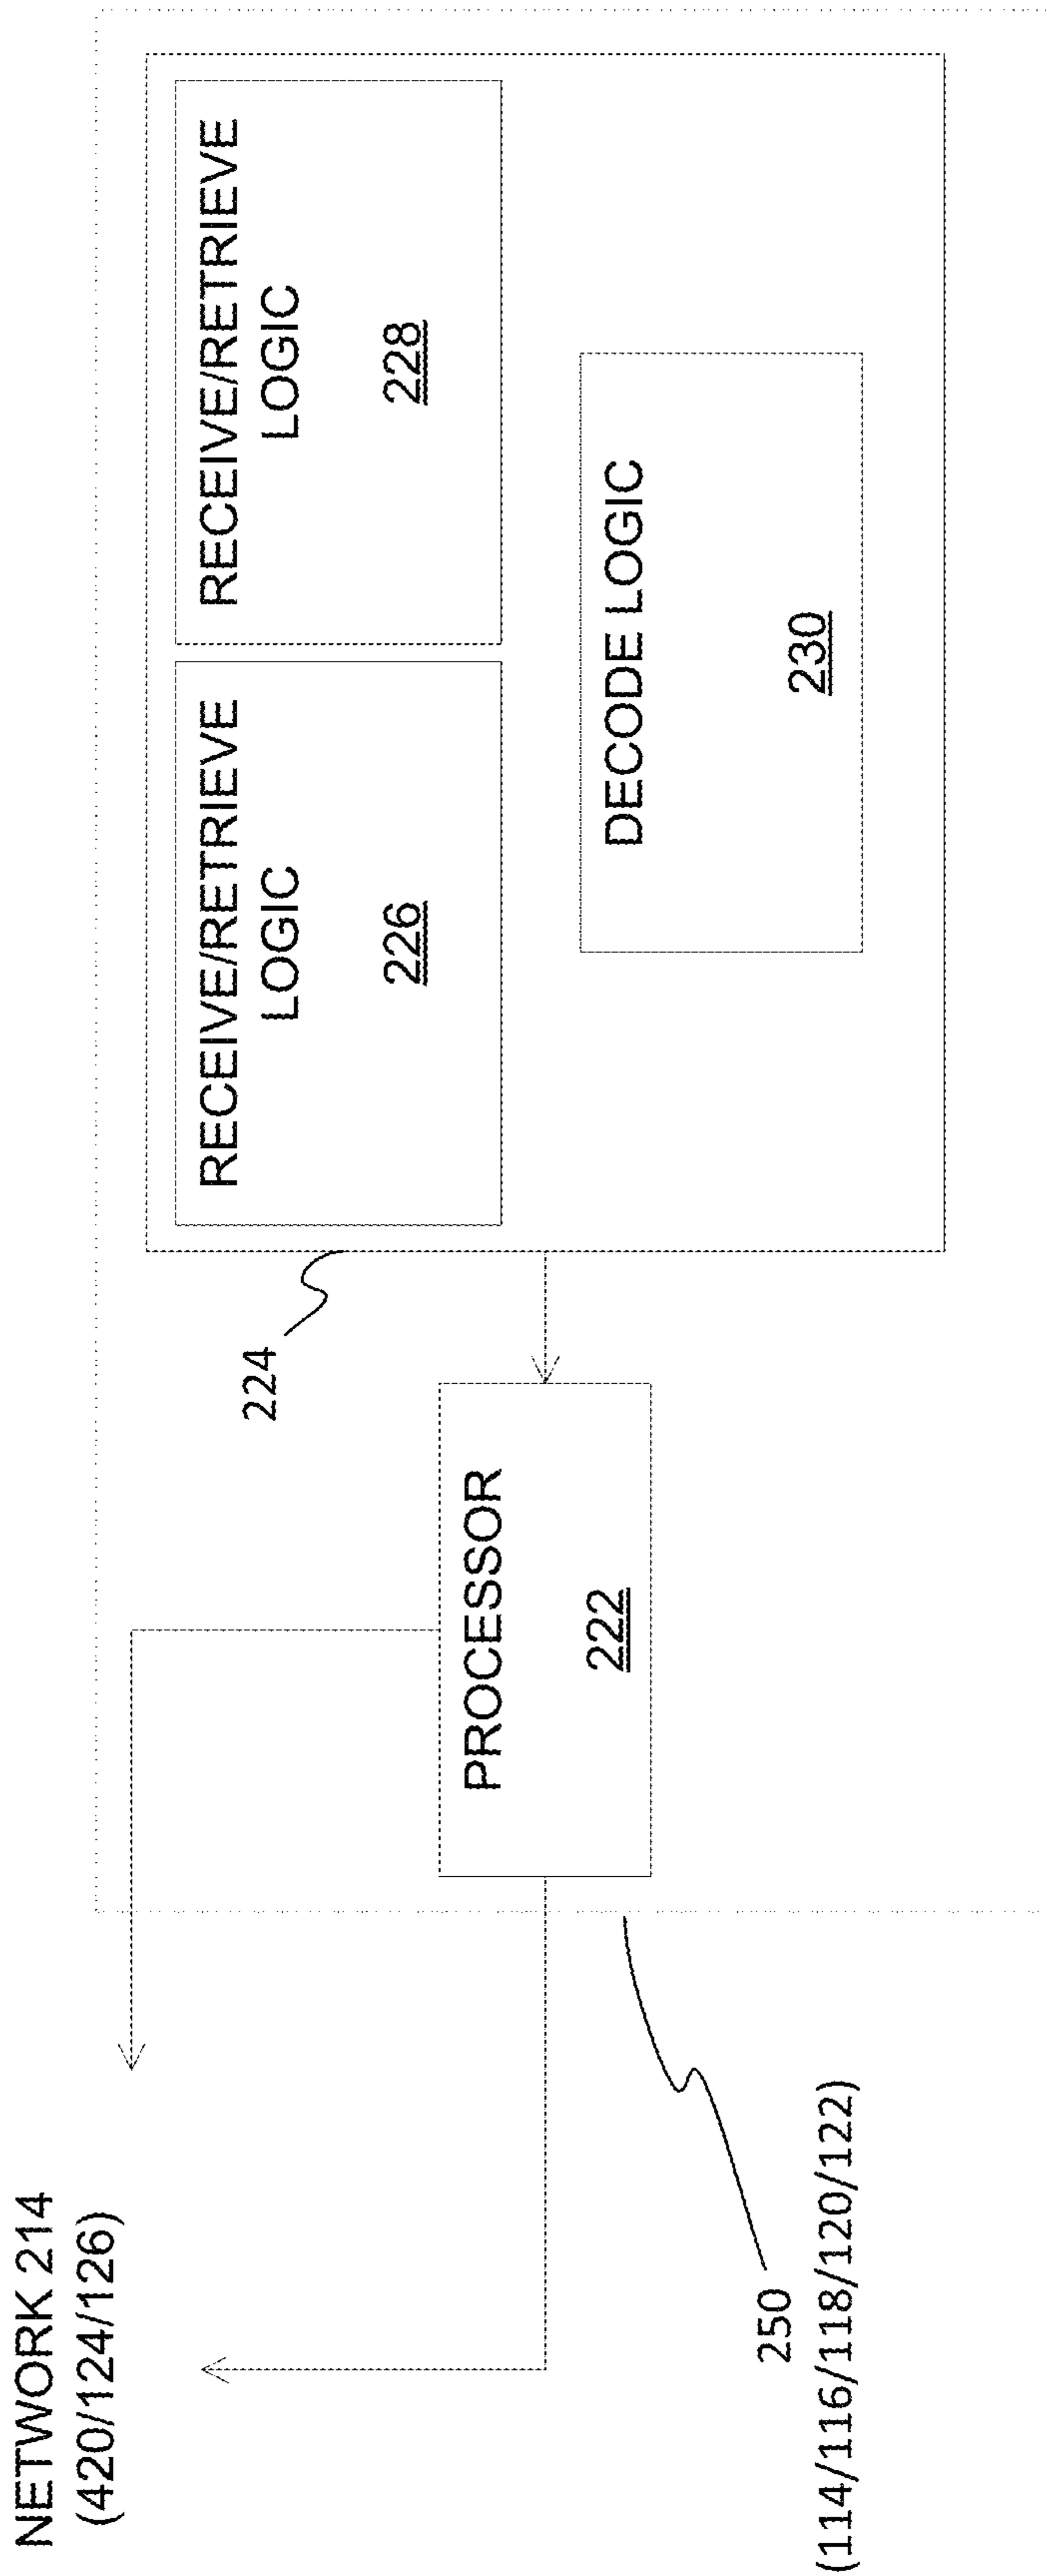 NETWORK 214
(420/124/126)
250
(114/116/118/120/122)
PROCESSOR
222
224
RECEIVE/RETRIEVE
LOGIC
226
RECEIVE/RETRIEVE
LOGIC
228
DECODE LOGIC
230